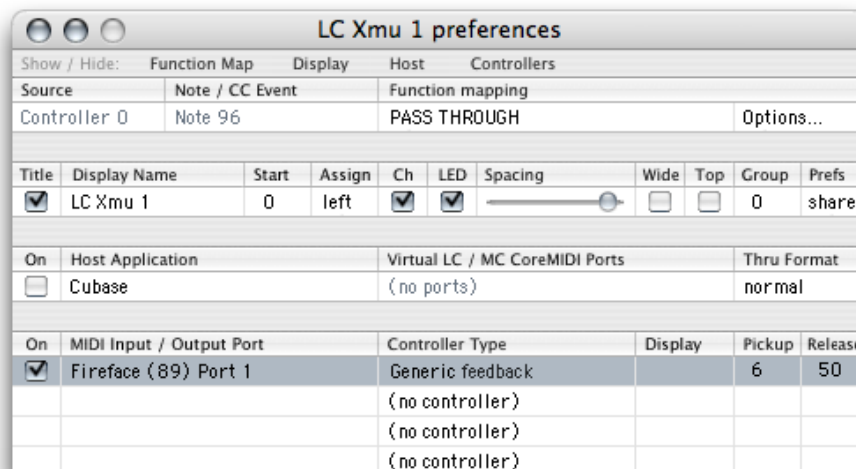 LC Xmu 1 preferences
Show / Hide: Function Map Display Host Controllers
Source Note / CC Event Function mapping
Controller 0 Note 96 PASS THROUGH Options...
Title Display Name Start Assign Ch LED Spacing Wide Top Group Prefs
LC Xmu 1 0 left 0 share
On Host Application Virtual LC / MC CoreMIDI Ports Thru Format
Cubase (no ports) normal
On MIDI Input / Output Port Controller Type Display Pickup Release
Fireface (89) Port 1 Generic feedback 6 50
(no controller)
(no controller)
(no controller)